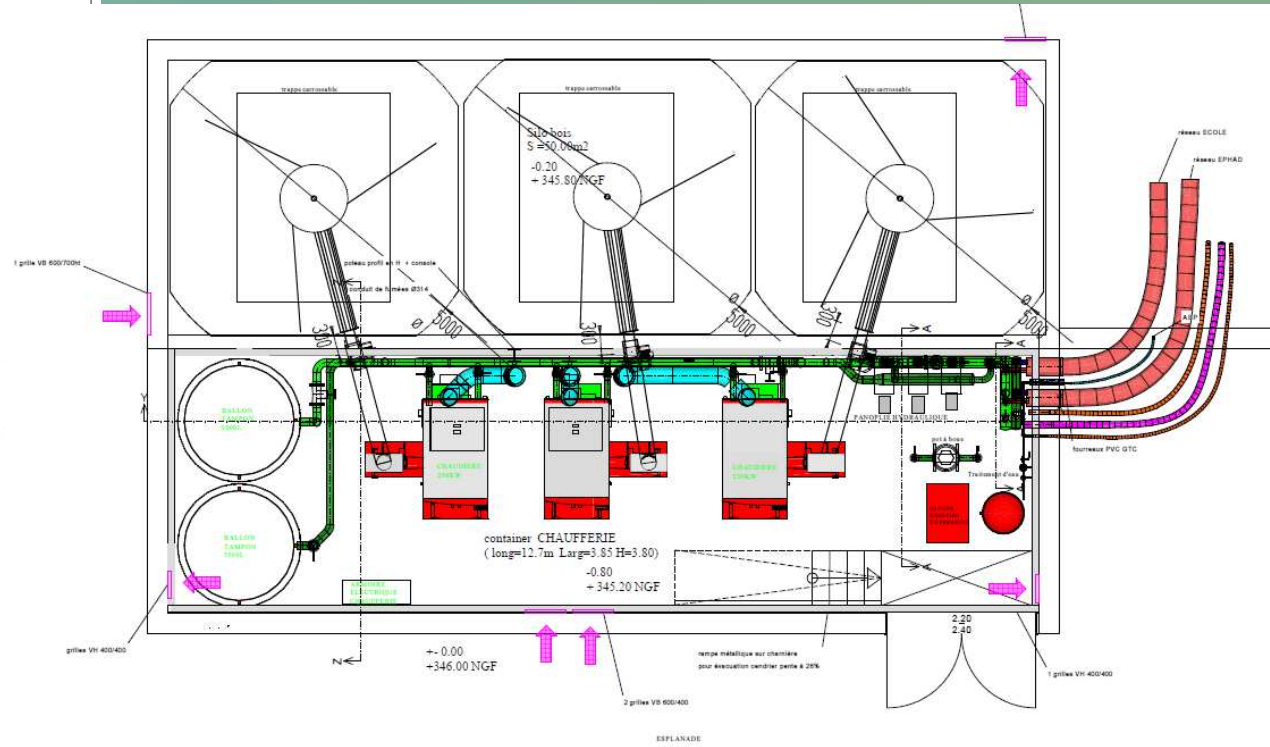 trappe carrossable
trappe carrossable
trappe carrossable
Silo bois
S =50.00m2
-0.20
+ 345.80 NGF
réseau ECOLE
réseau EPHAD
1 grille VB 600/700ht
poteau profil en H + console
conduit de fumées Ø314
Z
300
Ø 5000
300
Ø 5000
300
Ø 5000
A
A
AEP
Y
BALLON
TAMPON
PANOPLIE HYDRAULIQUE
pot à boue
fourreaux PVC GTC
CHAUDIERE
CHAUDIERE
Traitement d'eau
A
BALLON
TAMPON
container CHAUFFERIE
( long=12.7m Larg=3.85 H=3.80)
-0.80
+ 345.20 NGF
A
ARMOIRE
ELECTRIQUE
CHAUFFERIE
2.20
2.40
grilles VH 400/400
Z
+- 0.00
+346.00 NGF
rampe métallique sur charnière
pour évacuation cendrier pente à 26%
1 grilles VH 400/400
2 grilles VB 600/400
ESPLANADE